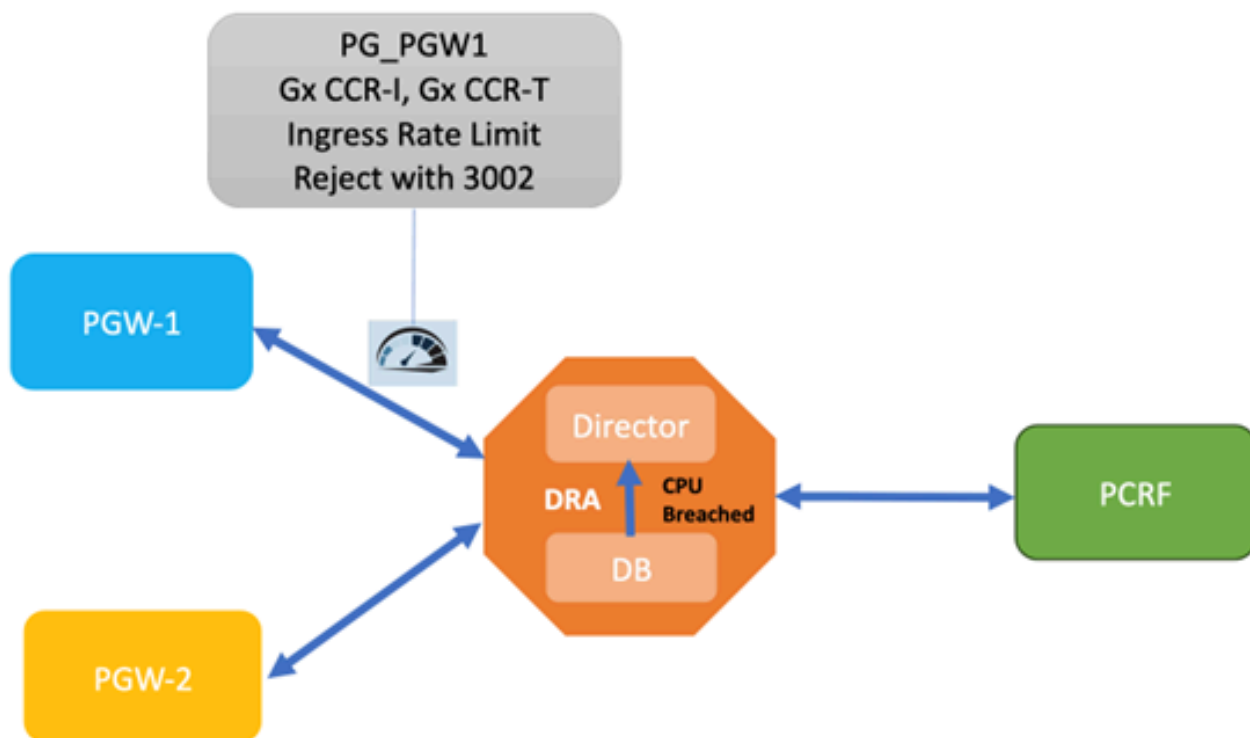 PG_PGW1
Gx CCR-I, Gx CCR-T
Ingress Rate Limit
Reject with 3002
PGW-1
Director
DRA
CPU
Breached
DB
PCRF
PGW-2